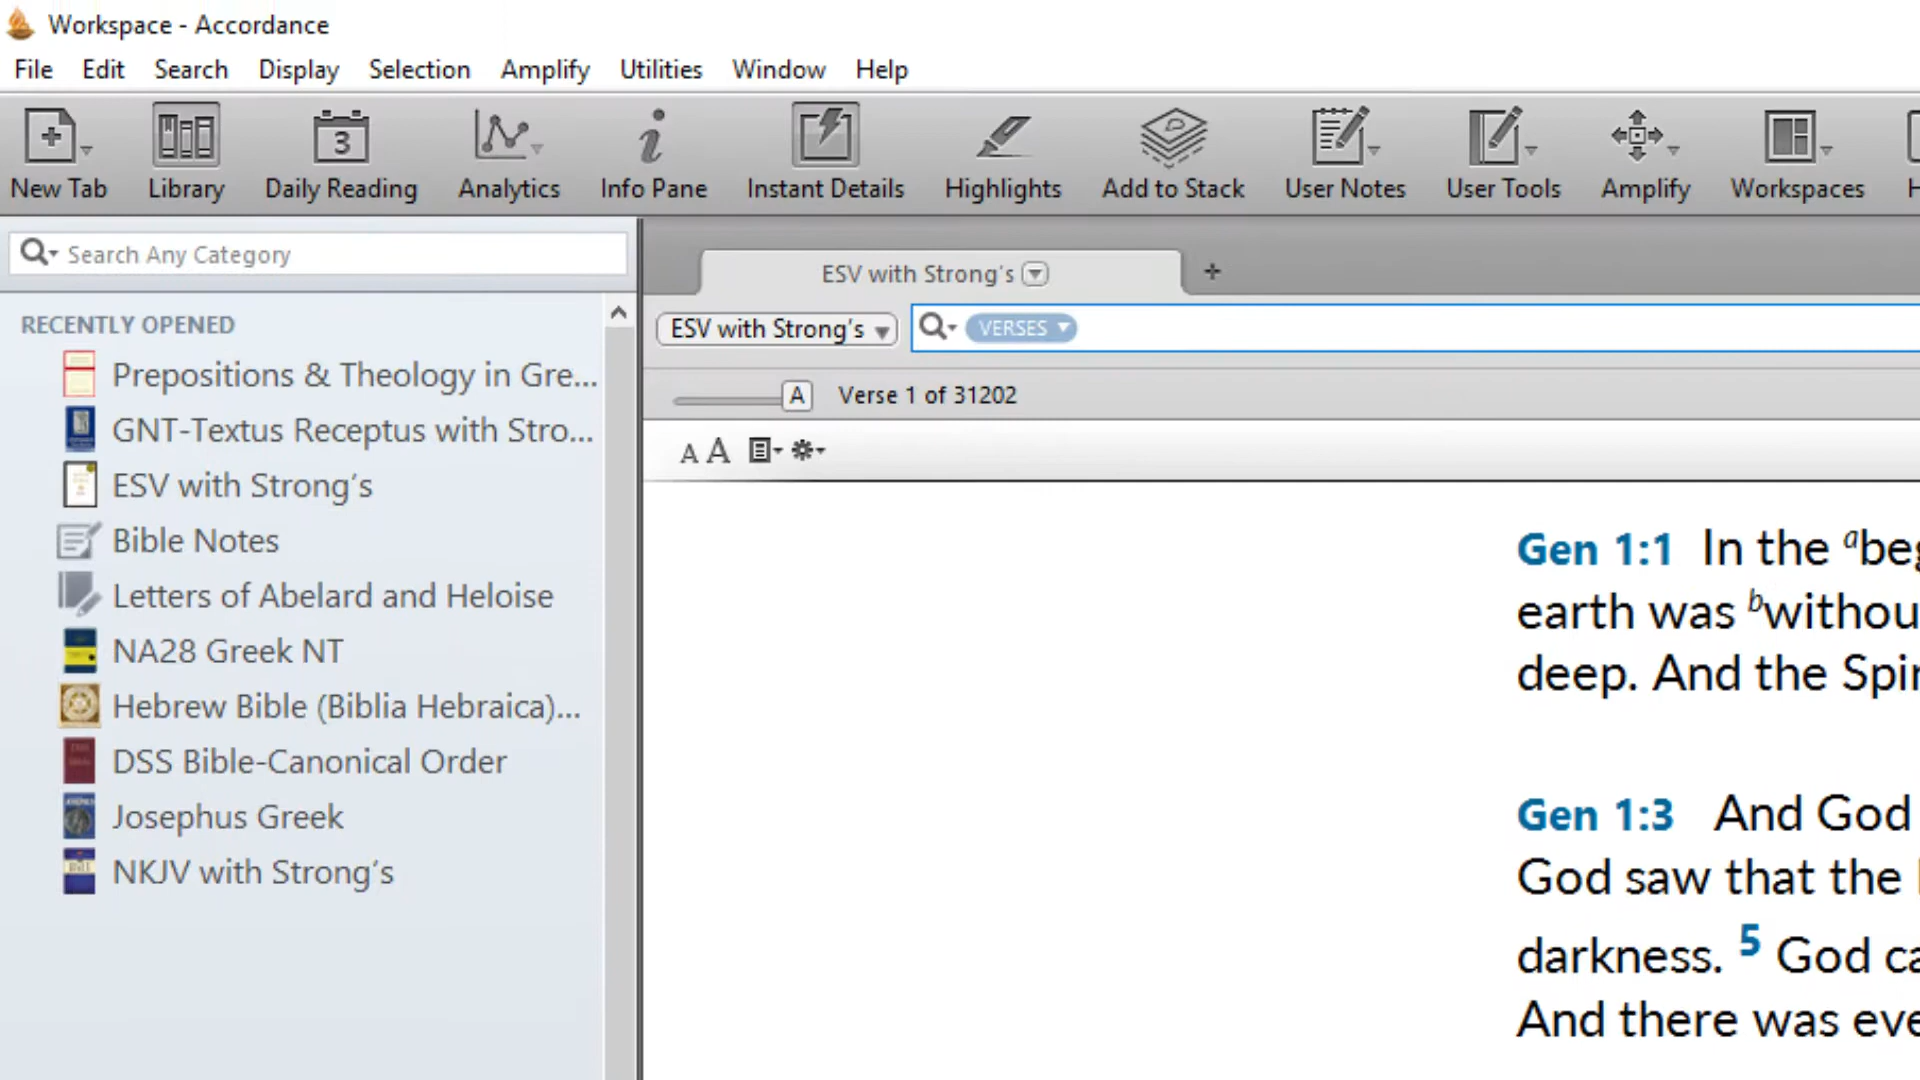 Workspace - Accordance
File Edit Search Display Selection Amplify Utilities Window Help
3
New Tab Library Daily Reading Analytics Info Pane Instant Details Highlights Add to Stack User Notes User Tools Amplify Workspaces
Search Any Category
ESV with Strong's
RECENTLY OPENED
ESV with Strong's VERSES
Prepositions & Theology in Gre...
A Verse 1 of 31202
GNT-Textus Receptus with Stro...
A A
ESV with Strong's
Bible Notes
Letters of Abelard and Heloise
NA28 Greek NT
Hebrew Bible (Biblia Hebraica)...
DSS Bible-Canonical Order
Josephus Greek
NKJV with Strong's
Gen 1:1 In the a
earth was b
deep. And the
Gen 1:3 And God
God saw that the
darkness. 5 God
And there was